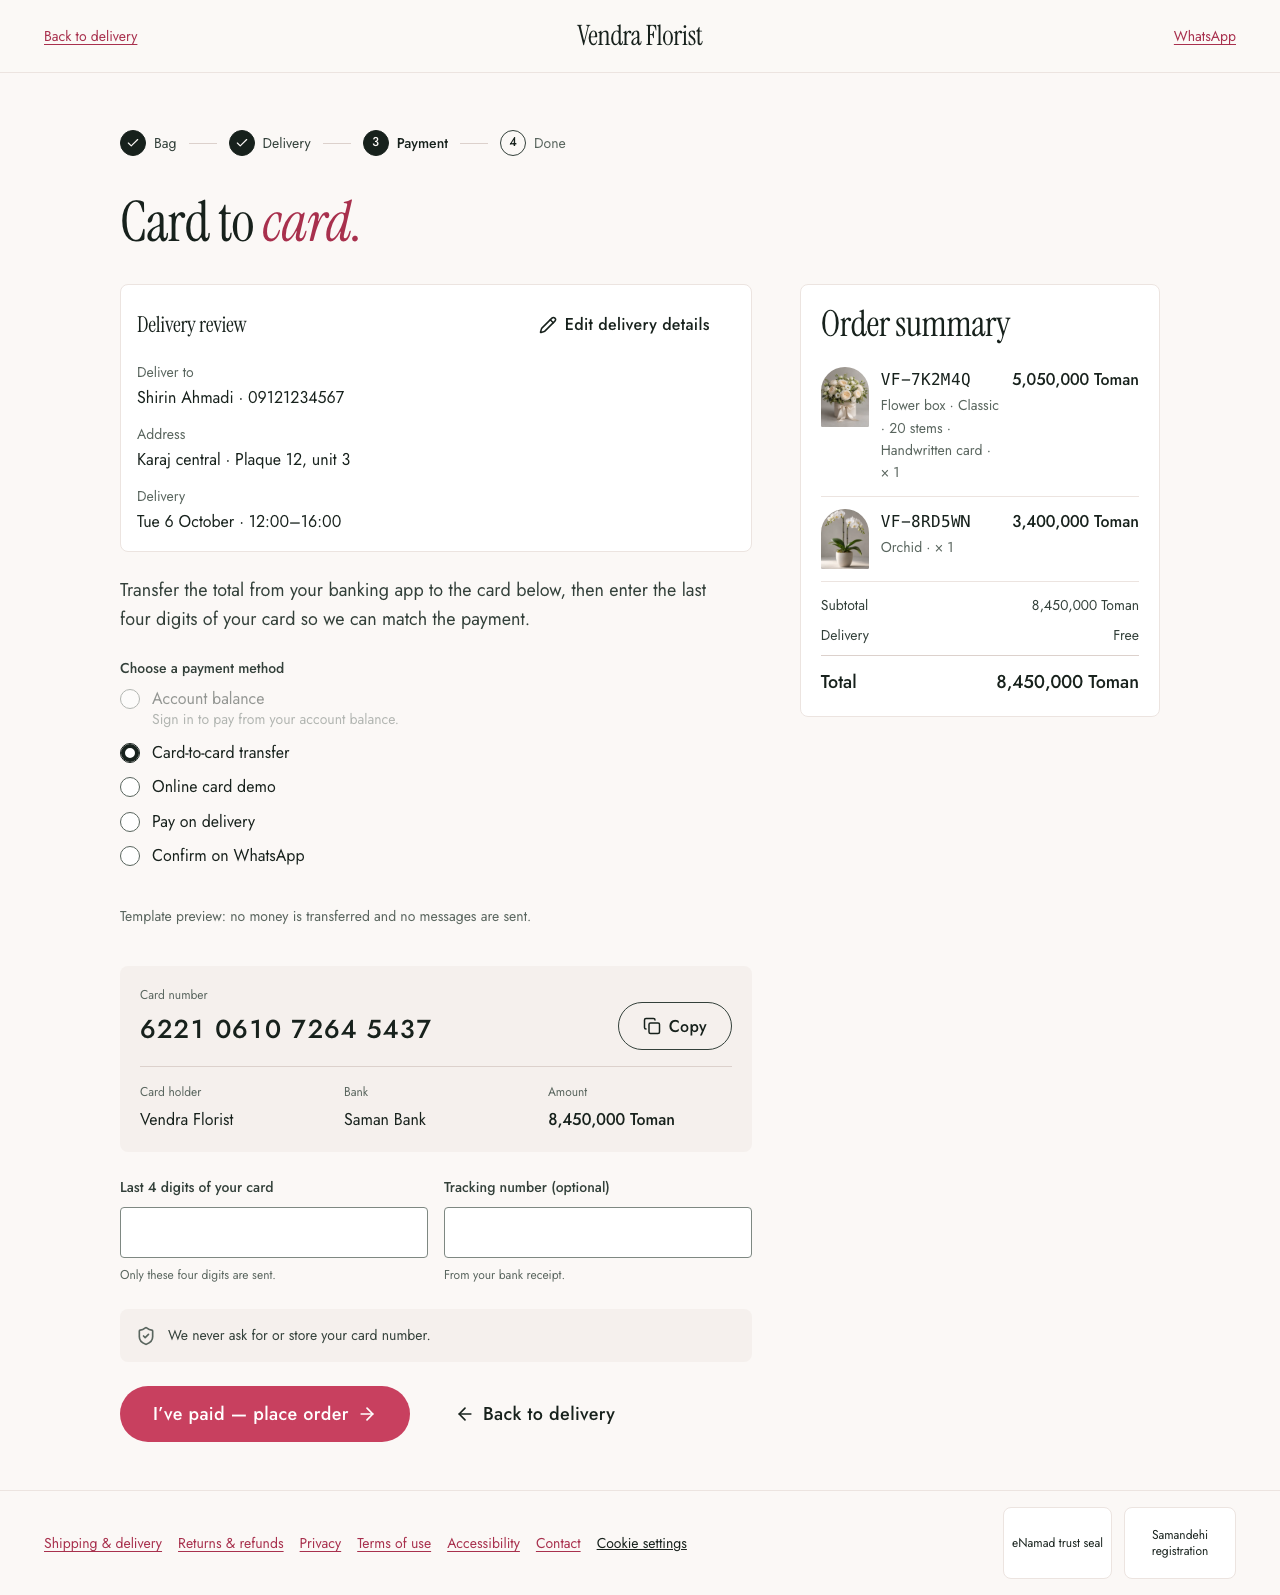 Back to delivery
Vendra Florist
WhatsApp
Bag
Delivery
3 Payment
4 Done
Card to card.
Delivery review
Edit delivery details
Deliver to
Shirin Ahmadi · 09121234567
Address
Karaj central · Plaque 12, unit 3
Delivery
Tue 6 October · 12:00–16:00
Transfer the total from your banking app to the card below, then enter the last
four digits of your card so we can match the payment.
Choose a payment method
Account balance
Sign in to pay from your account balance.
Card-to-card transfer
Online card demo
Pay on delivery
Confirm on WhatsApp
Template preview: no money is transferred and no messages are sent.
Card number
6221 0610 7264 5437
Copy
Card holder
Vendra Florist
Bank
Saman Bank
Amount
8,450,000 Toman
Last 4 digits of your card
Only these four digits are sent.
Tracking number (optional)
From your bank receipt.
We never ask for or store your card number.
I’ve paid — place order
Back to delivery
Order summary
VF-7K2M4Q
5,050,000 Toman
Flower box · Classic
· 20 stems ·
Handwritten card ·
× 1
VF-8RD5WN
3,400,000 Toman
Orchid · × 1
Subtotal 8,450,000 Toman
Delivery Free
Total 8,450,000 Toman
Shipping & delivery
Returns & refunds
Privacy
Terms of use
Accessibility
Contact
Cookie settings
eNamad trust seal
Samandehi
registration